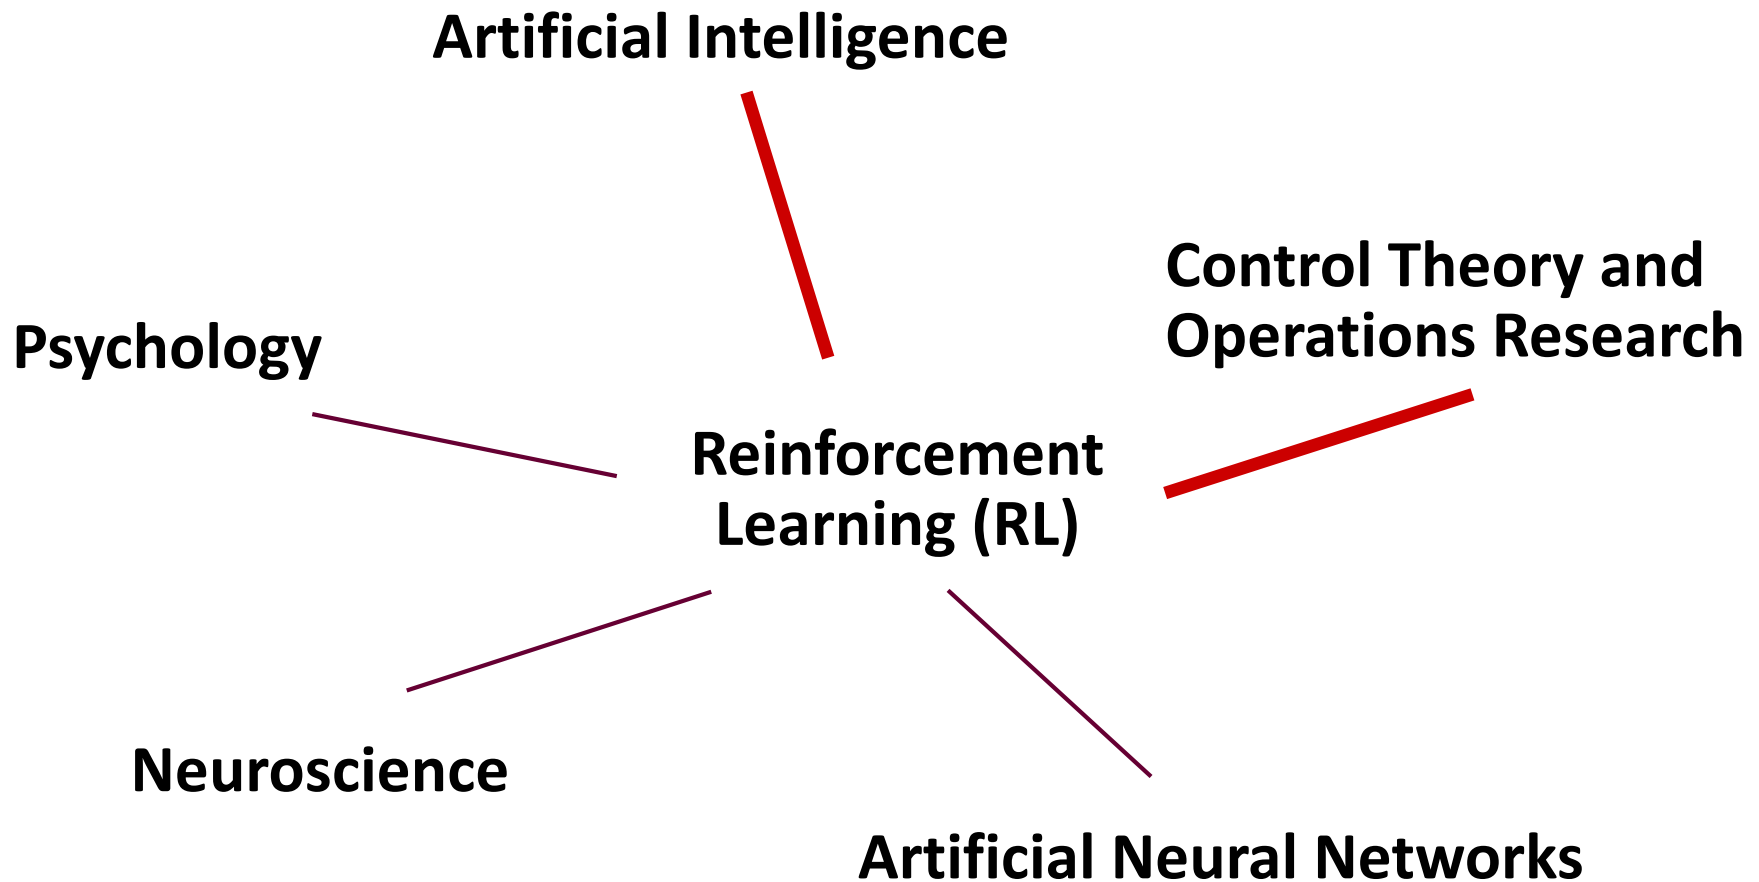 Artificial Intelligence
Control Theory and
Operations Research
Psychology
Reinforcement
Learning (RL)
Neuroscience
Artificial Neural Networks